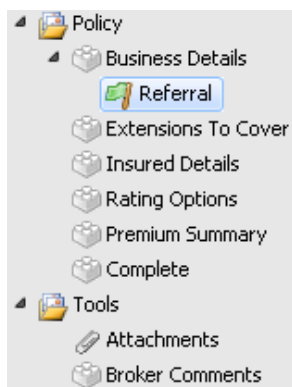 Policy
Business Details
Referral
Extensions To Cover
Insured Details
Rating Options
Premium Summary
Complete
Tools
Attachments
Broker Comments